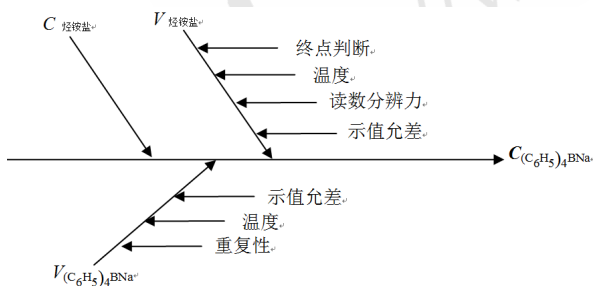 C 烃铵盐
V 烃铵盐
终点判断
温度
读数分辨力
示值允差
C(C6H5)4BNa
示值允差
温度
重复性
V(C6H5)4BNa